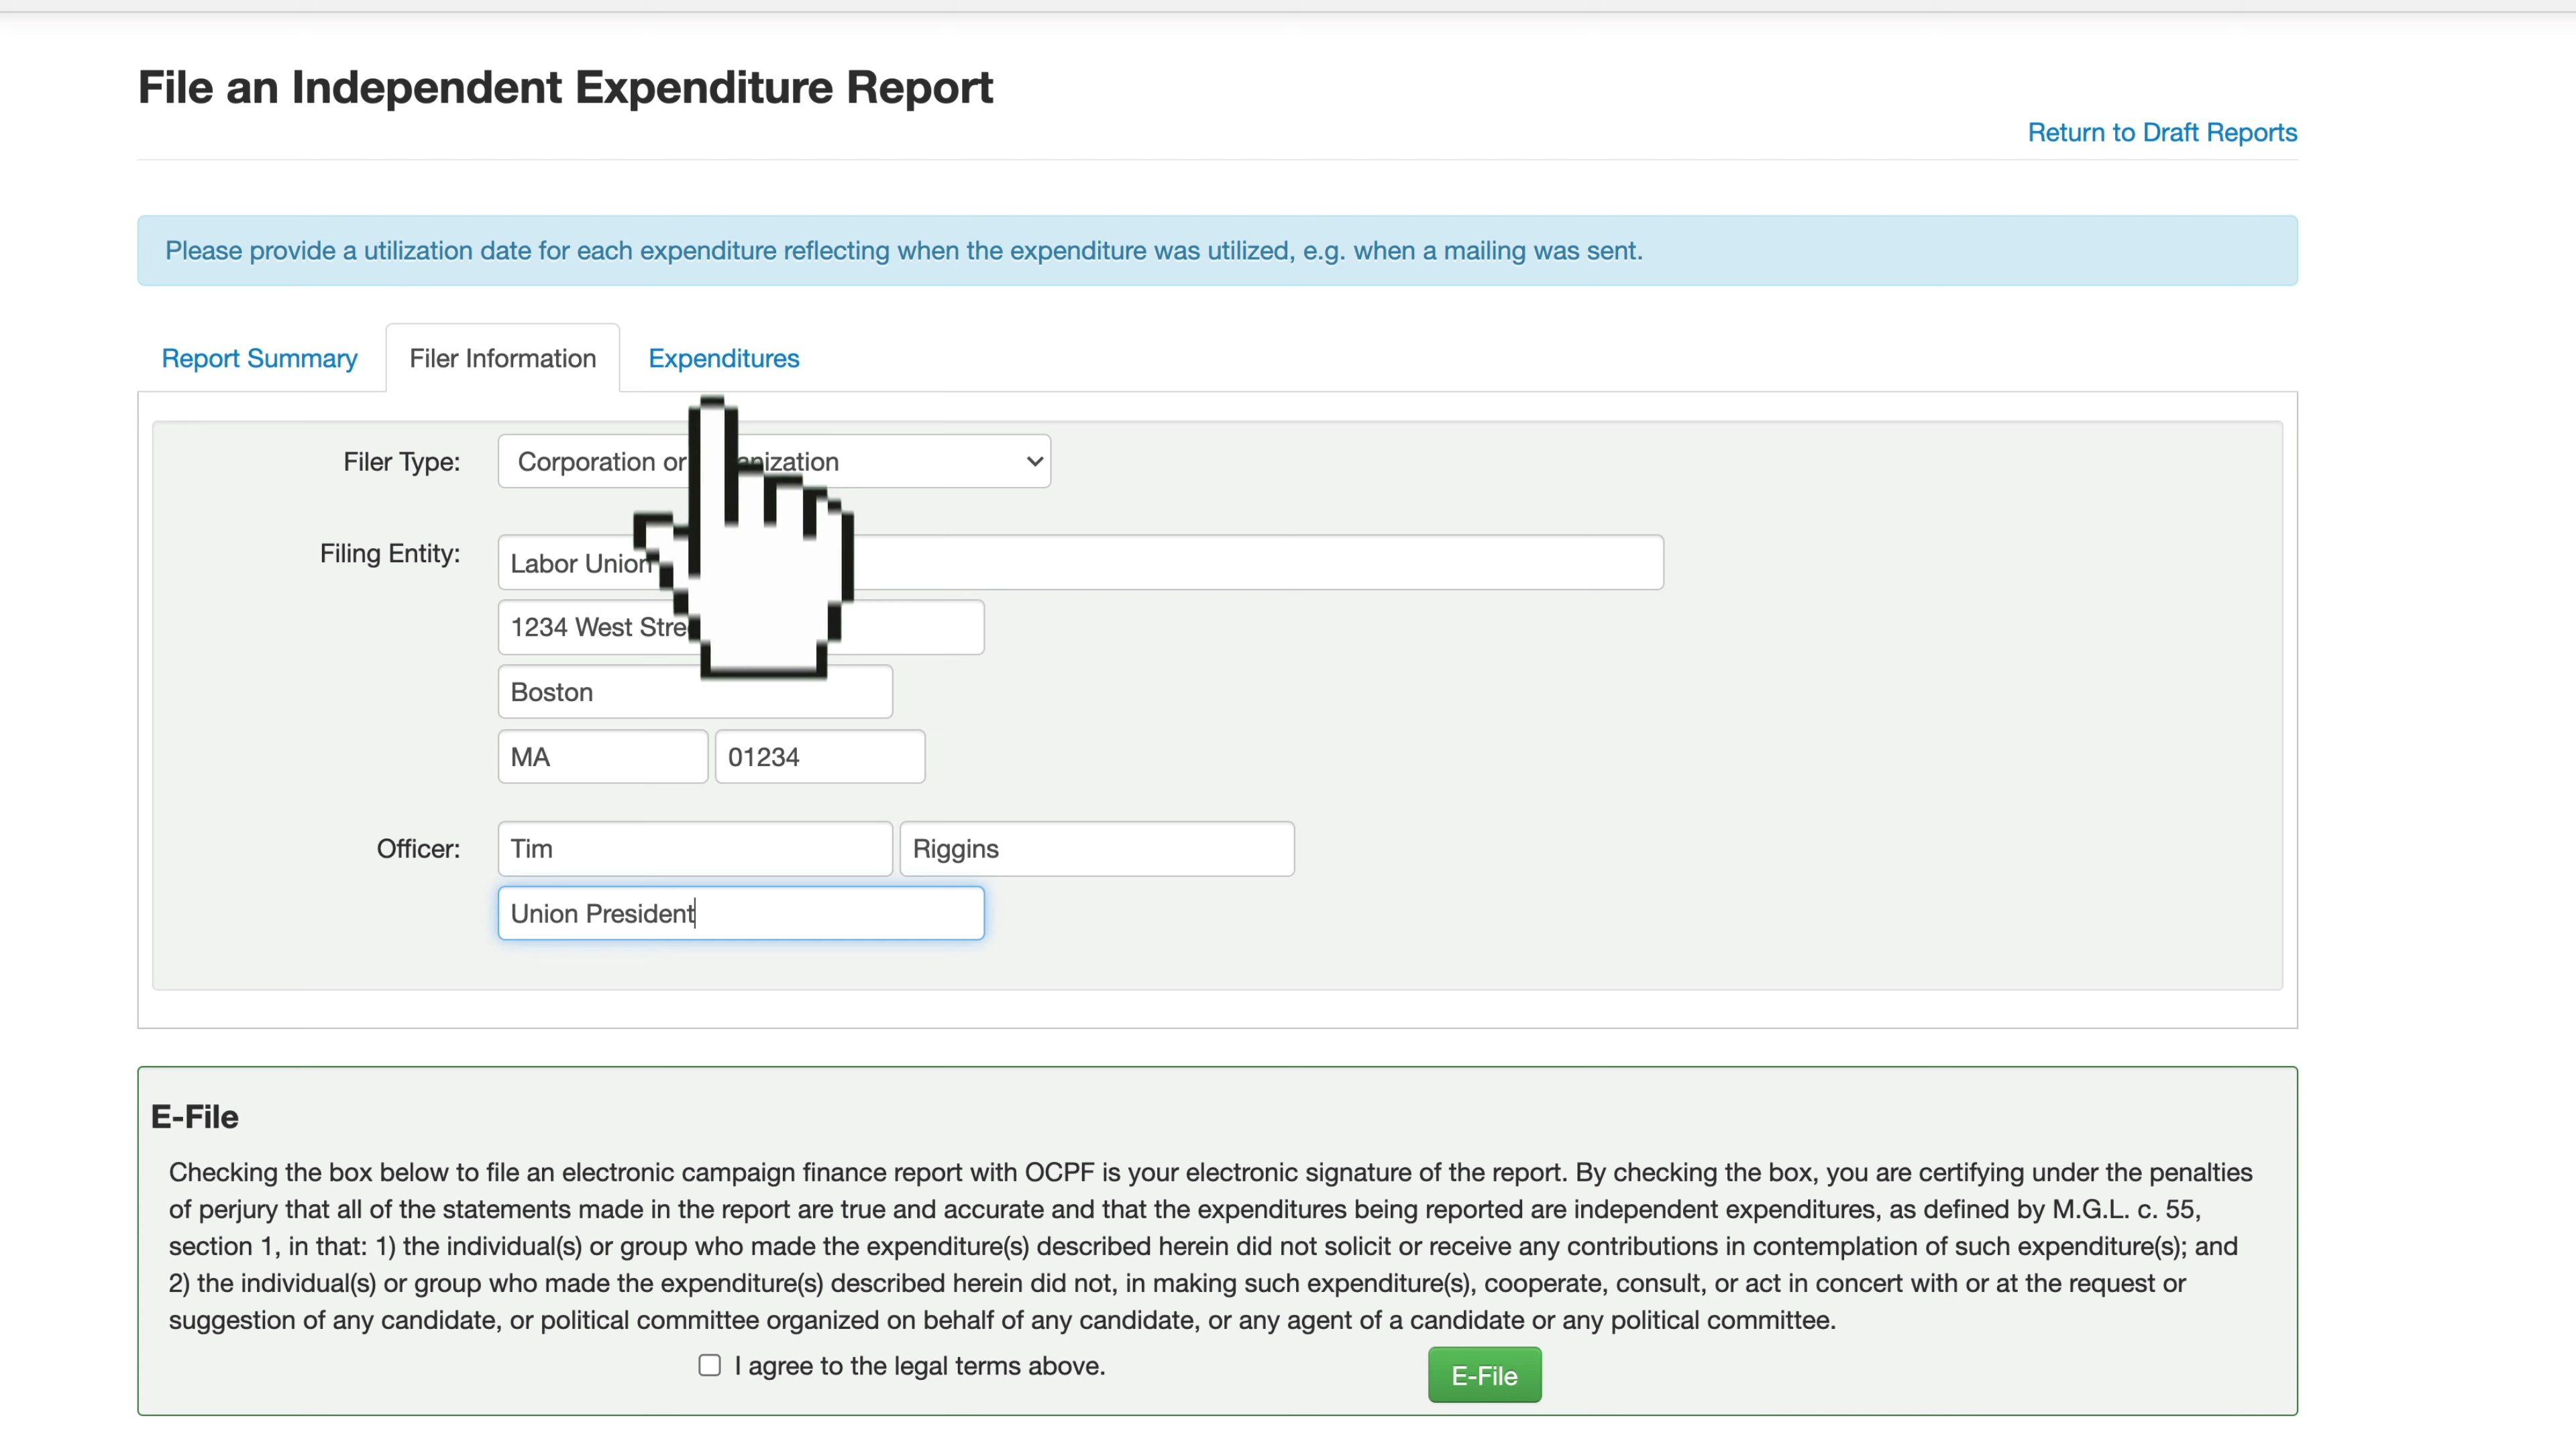 File an Independent Expenditure Report
Return to Draft Reports
Please provide a utilization date for each expenditure reflecting when the expenditure was utilized, e.g. when a mailing was sent.
Report Summary Filer Information Expenditures
Filer Type: Corporation or
Filing Entity: Labor Union
1234 West
Boston
MA 01234
Officer: Tim Riggins
Union President
E-File
Checking the box below to file an electronic campaign finance report with OCPF is your electronic signature of the report. By checking the box, you are certifying under the penalties
of perjury that all of the statements made in the report are true and accurate and that the expenditures being reported are independent expenditures, as defined by M.G.L. c. 55,
section 1, in that: 1) the individual(s) or group who made the expenditure(s) described herein did not solicit or receive any contributions in contemplation of such expenditure(s); and
2) the individual(s) or group who made the expenditure(s) described herein did not, in making such expenditure(s), cooperate, consult, or act in concert with or at the request or
suggestion of any candidate, or political committee organized on behalf of any candidate, or any agent of a candidate or any political committee.
I agree to the legal terms above. E-File